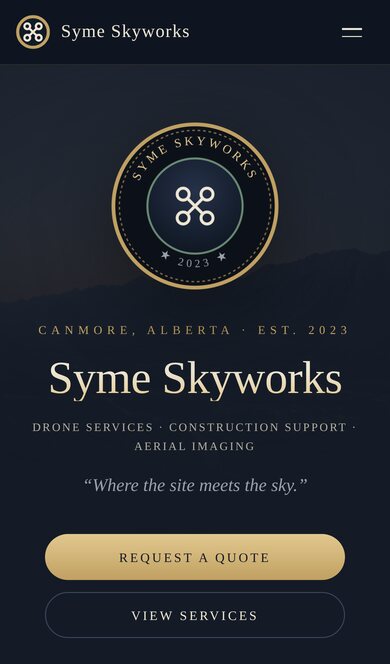 Syme Skyworks
SYME SKYWORKS
★ 2023 ★
CANMORE, ALBERTA · EST. 2023
Syme Skyworks
DRONE SERVICES · CONSTRUCTION SUPPORT ·
AERIAL IMAGING
“Where the site meets the sky.”
REQUEST A QUOTE
VIEW SERVICES